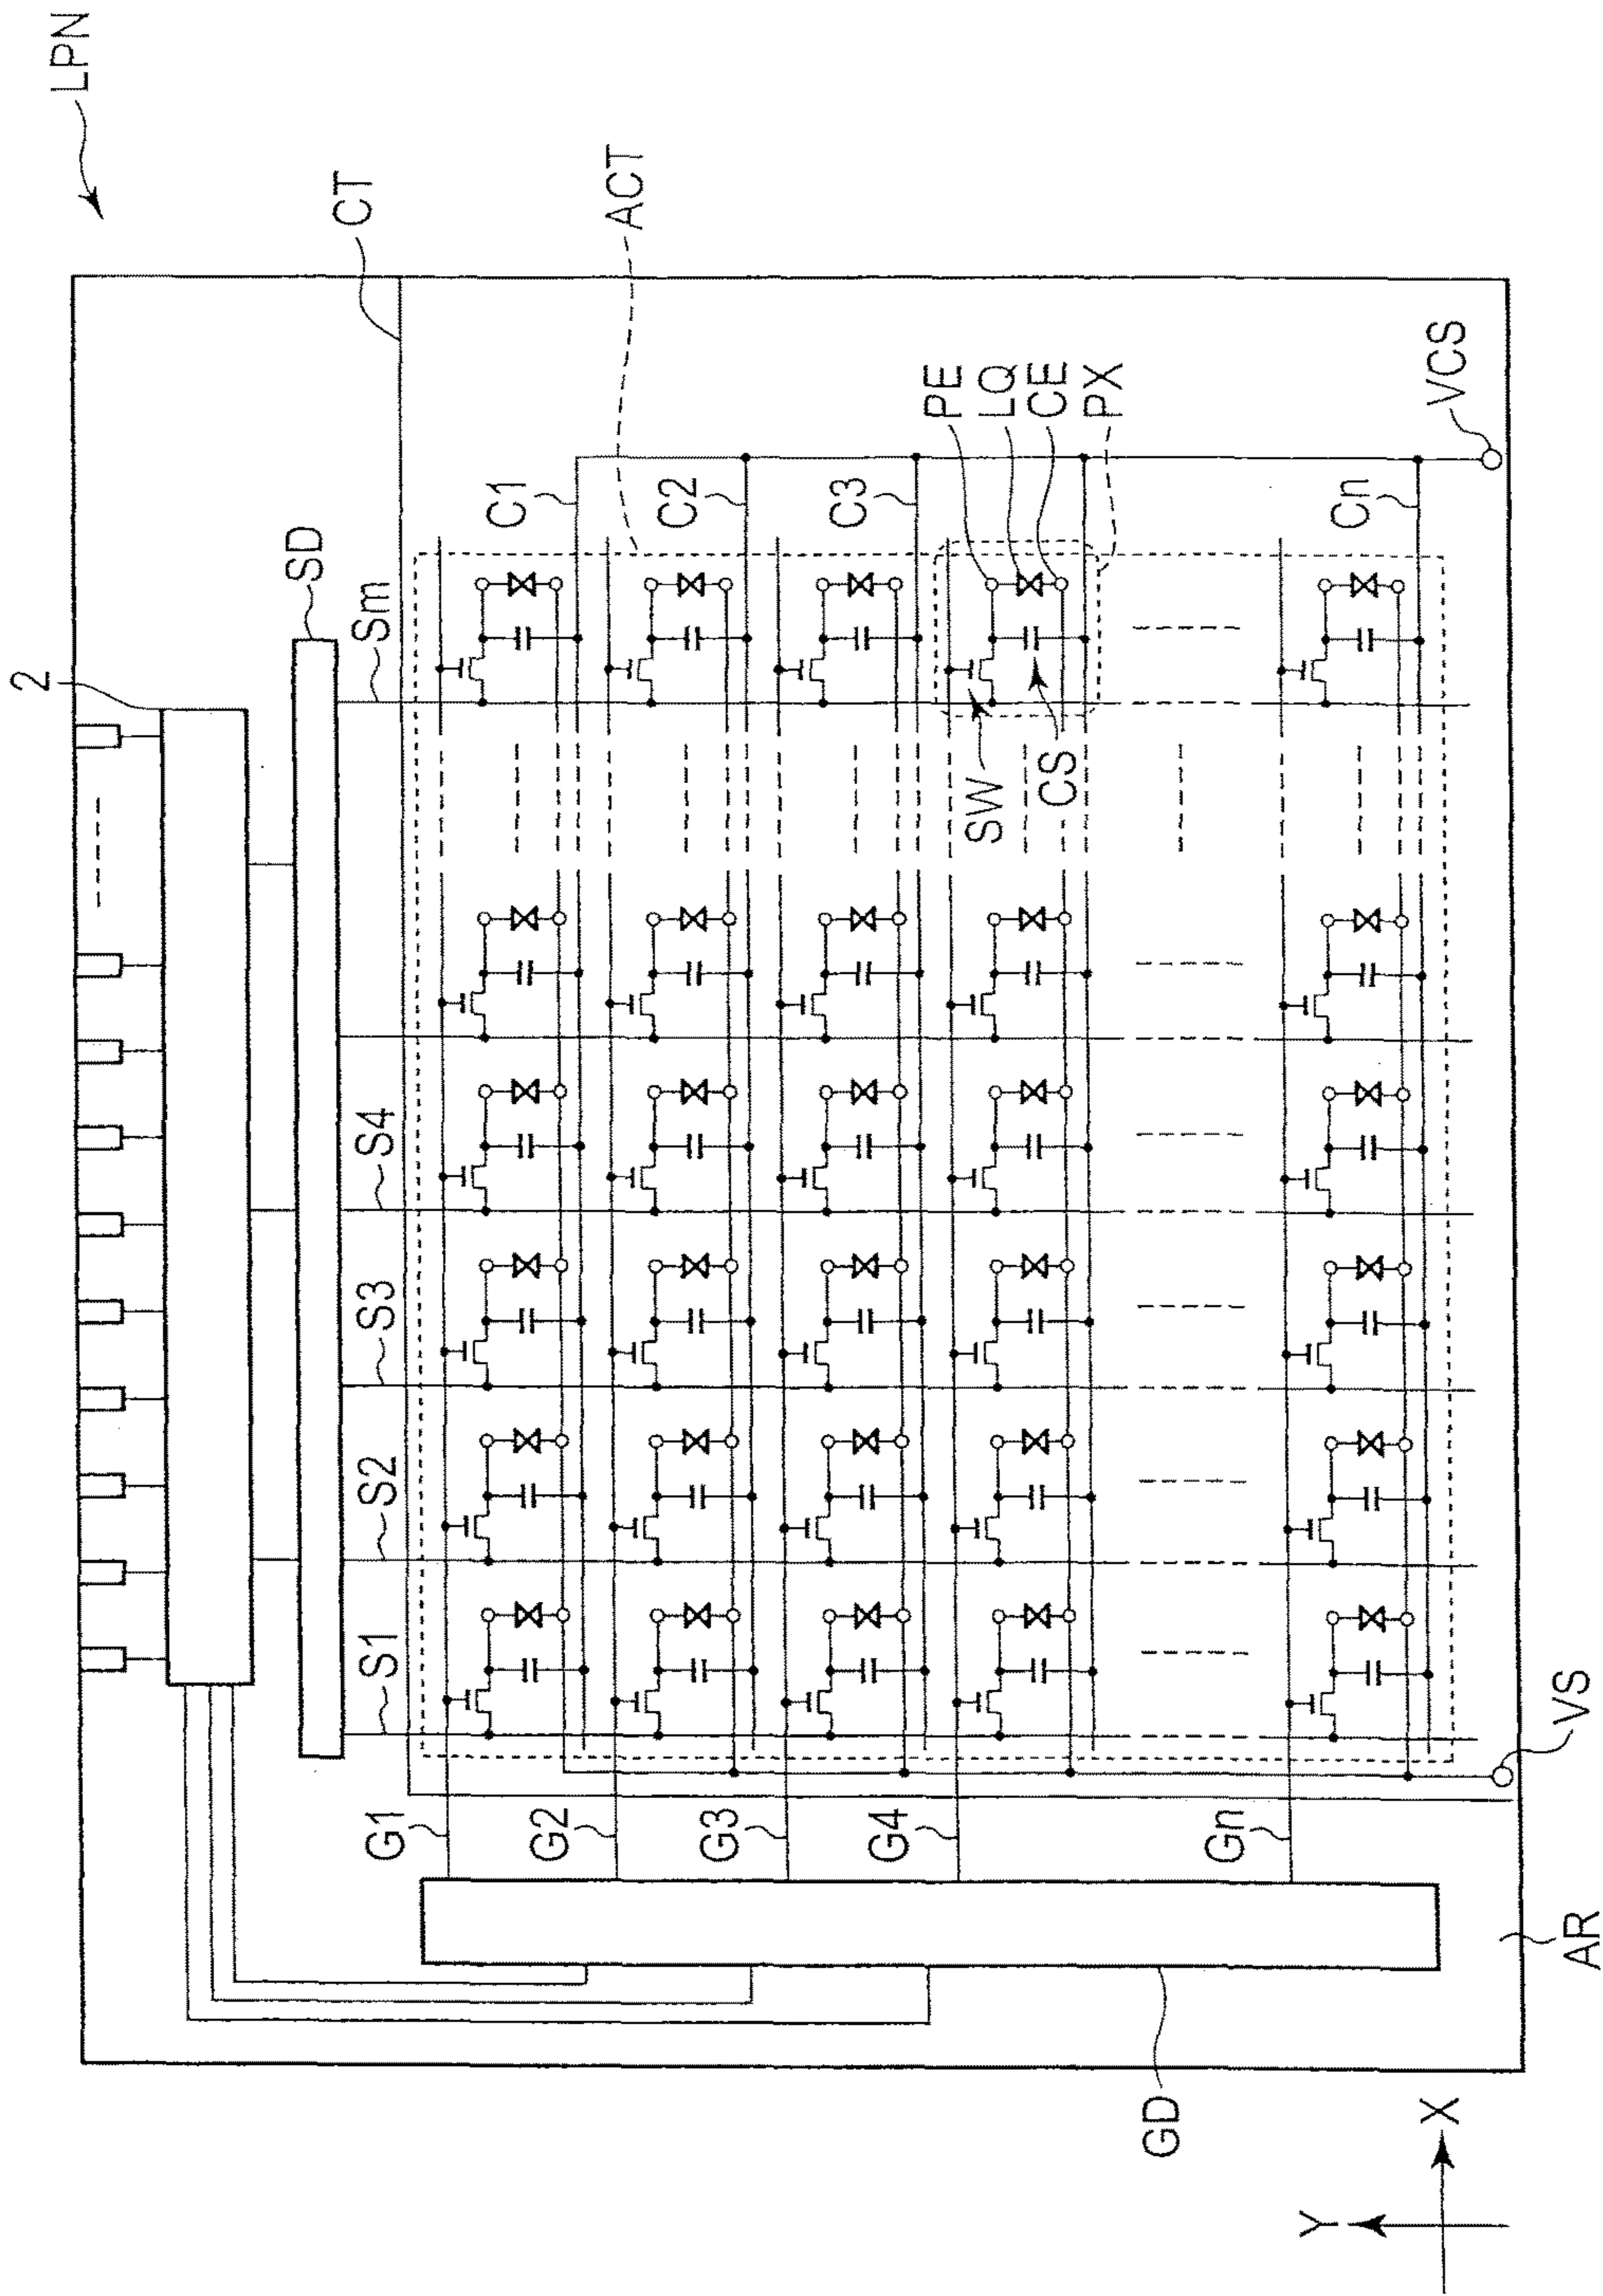 LPN
CT
ACT
2
SD
Sm
S4
S3
S2
S1
C1
C2
C3
Cn
PE
LQ
CE
PX
VCS
SW
CS
G1
G2
G3
G4
Gn
VS
AR
GD
X
Y